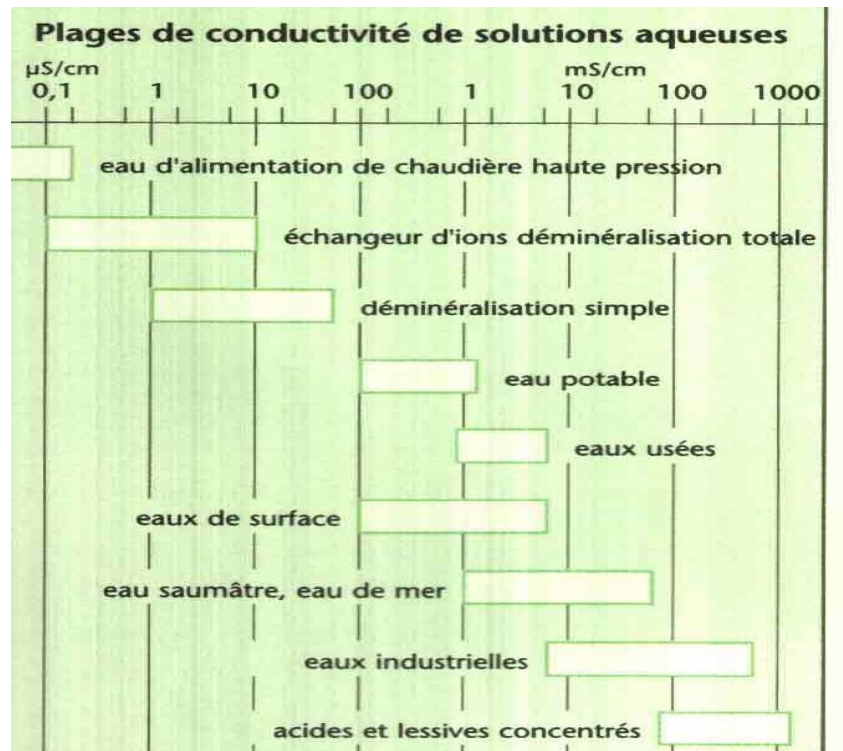 Plages de conductivité de solutions aqueuses
µS/cm mS/cm
0,1 1 10 100 1 10 100 1000
eau d'alimentation de chaudière haute pression
échangeur d'ions déminéralisation totale
déminéralisation simple
eau potable
eaux usées
eaux de surface
eau saumâtre, eau de mer
eaux industrielles
acides et lessives concentrés